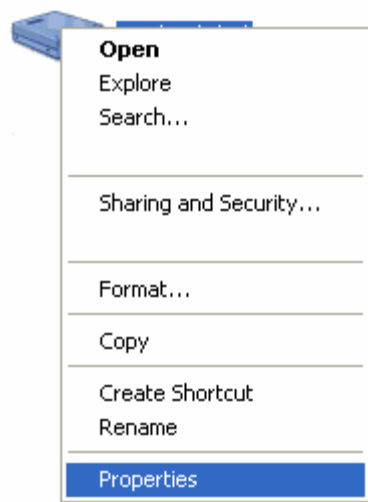 Open
Explore
Search...
Sharing and Security...
Format...
Copy
Create Shortcut
Rename
Properties